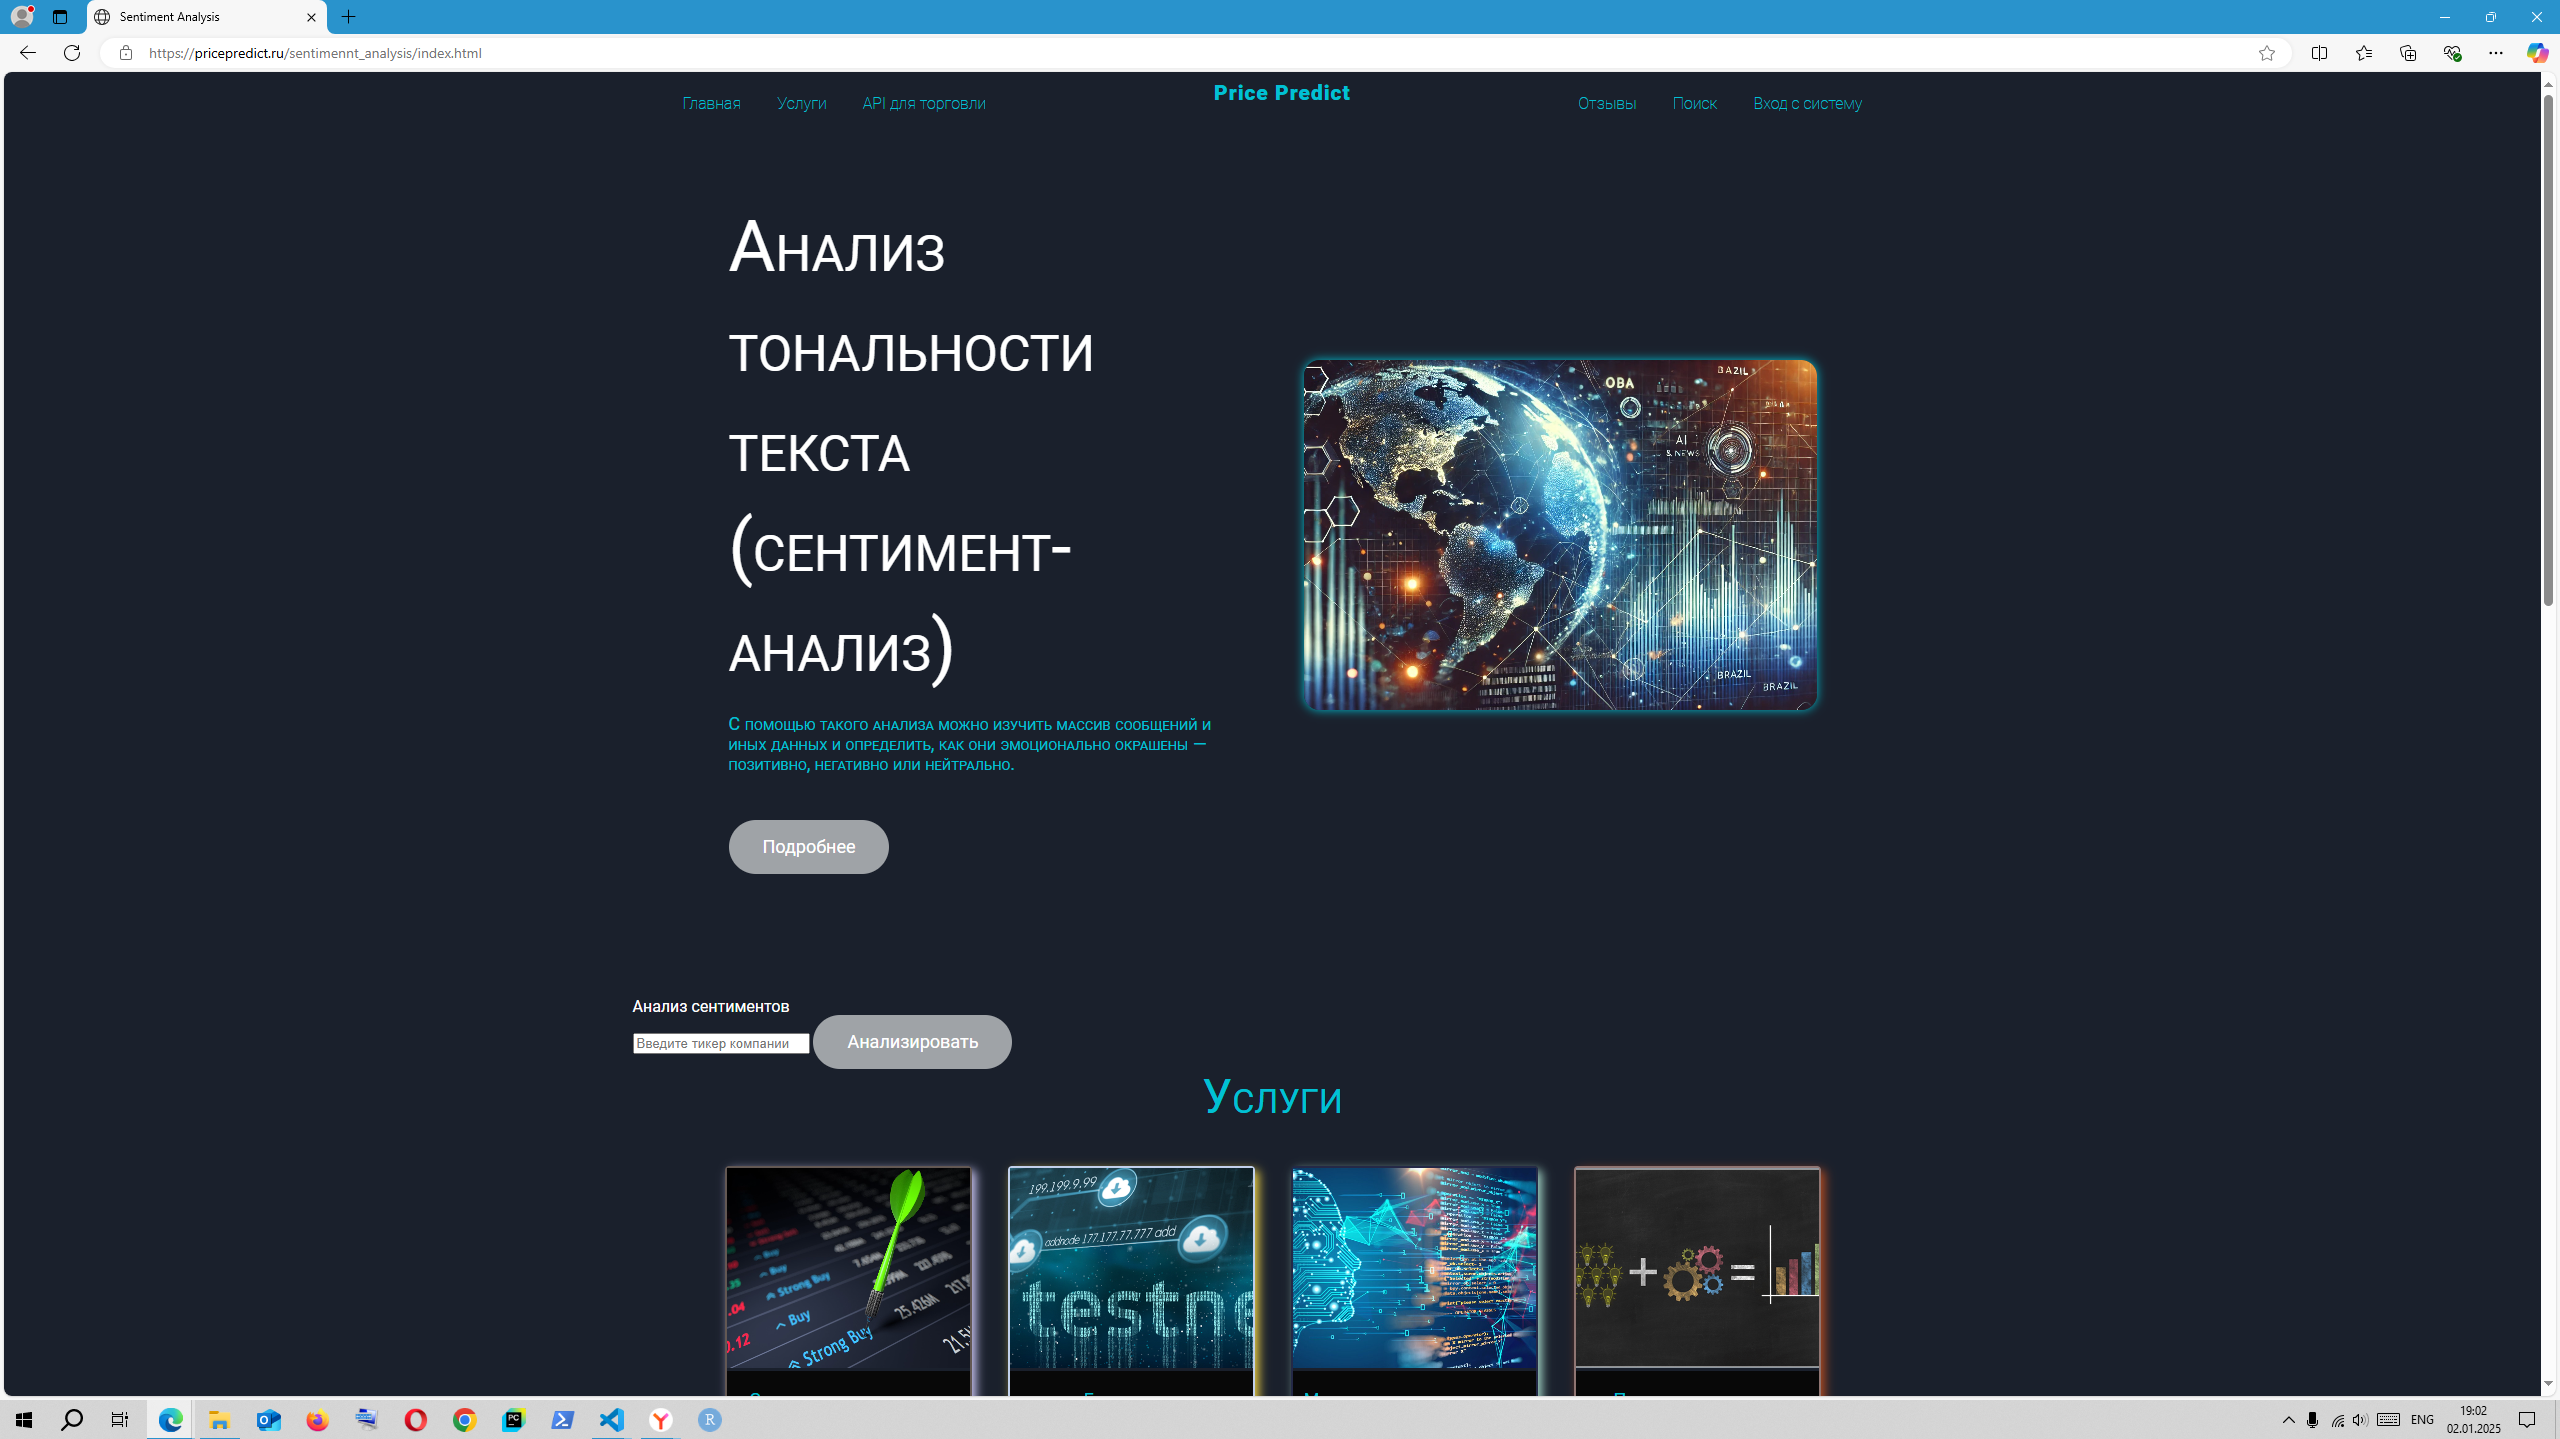 Sentiment Analysis
https://pricepredict.ru/sentimennt_analysis/index.html
Главная Услуги API для торговли Price Predict Отзывы Поиск Вход с систему
Анализ
тональности
текста
(сентимент-
анализ)
OBA
BAZIL
AI
& NEWS
BRAZIL
BRAZIL
С помощью такого анализа можно изучить массив сообщений и
иных данных и определить, как они эмоционально окрашены —
позитивно, негативно или нейтрально.
Подробнее
Анализ сентиментов
Введите тикер компании Анализировать
Услуги
Buy
Strong Buy
Buy
Strong Buy
25.426M
199.199.9.99
addnode 177.177.77.777 add
testne
ENG
19:02
02.01.2025